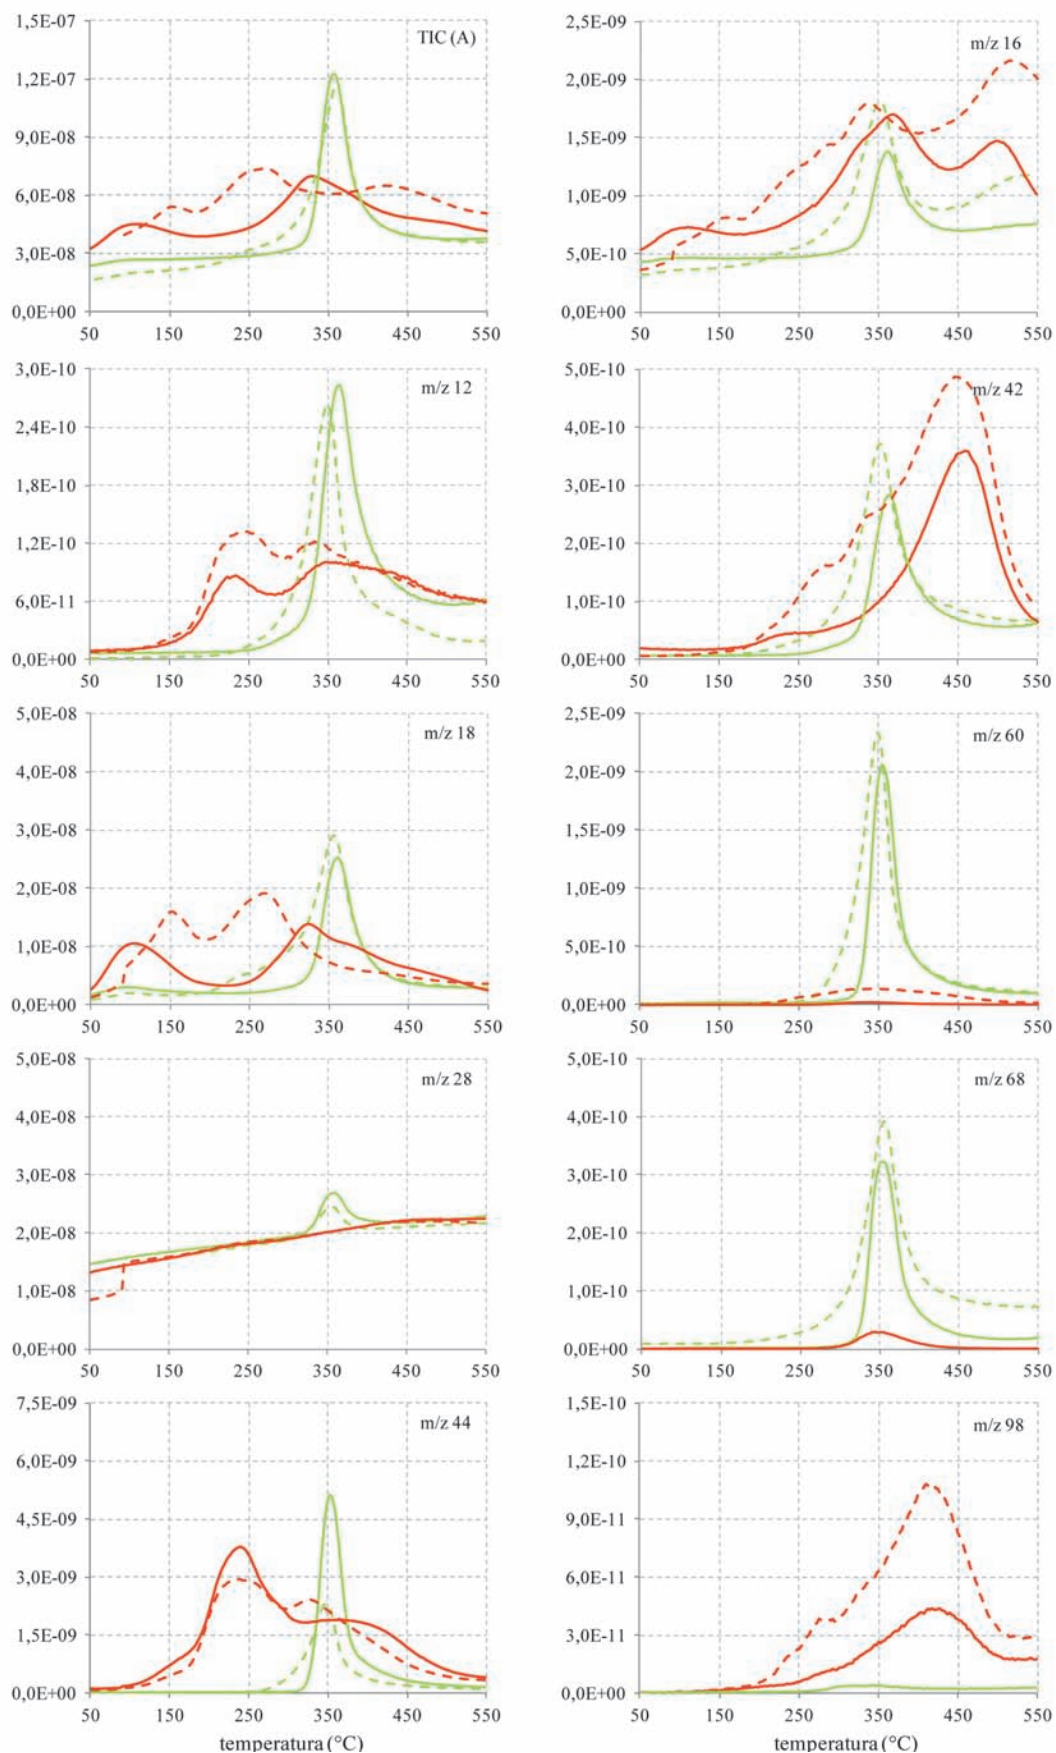 1,5E-07
TIC (A)
1,2E-07
9,0E-08
6,0E-08
3,0E-08
0,0E+00
50 150 250 350 450 550
2,5E-09
m/z 16
2,0E-09
1,5E-09
1,0E-09
5,0E-10
0,0E+00
50 150 250 350 450 550
3,0E-10
m/z 12
2,4E-10
1,8E-10
1,2E-10
6,0E-11
0,0E+00
50 150 250 350 450 550
5,0E-10
m/z 42
4,0E-10
3,0E-10
2,0E-10
1,0E-10
0,0E+00
50 150 250 350 450 550
5,0E-08
m/z 18
4,0E-08
3,0E-08
2,0E-08
1,0E-08
0,0E+00
50 150 250 350 450 550
2,5E-09
m/z 60
2,0E-09
1,5E-09
1,0E-09
5,0E-10
0,0E+00
50 150 250 350 450 550
5,0E-08
m/z 28
4,0E-08
3,0E-08
2,0E-08
1,0E-08
0,0E+00
50 150 250 350 450 550
5,0E-10
m/z 68
4,0E-10
3,0E-10
2,0E-10
1,0E-10
0,0E+00
50 150 250 350 450 550
7,5E-09
m/z 44
6,0E-09
4,5E-09
3,0E-09
1,5E-09
0,0E+00
50 150 250 350 450 550
temperatura (°C)
1,5E-10
m/z 98
1,2E-10
9,0E-11
6,0E-11
3,0E-11
0,0E+00
50 150 250 350 450 550
temperatura (°C)